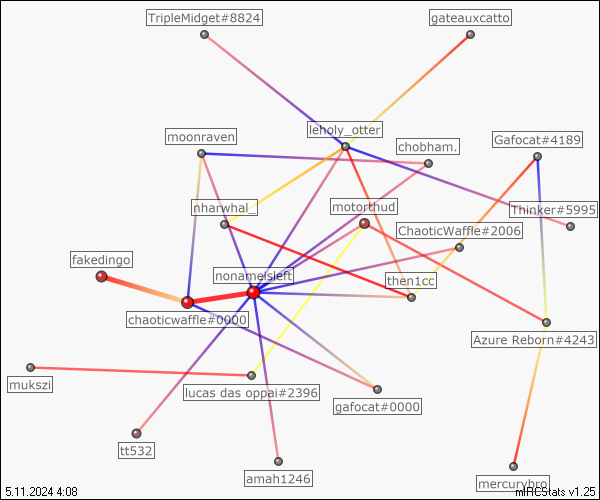 TripleMidget#8824
gateauxcatto
leholy_otter
moonraven
chobham.
Gafocat#4189
nharwhal_
motorthud
Thinker#5995
ChaoticWaffle#2006
fakedingo
nonameisleft
then1cc
chaoticwaffle#0000
Azure Reborn#4243
mukszi
lucas das oppai#2396
gafocat#0000
tt532
amah1246
mercurybro
5.11.2024 4:08
mIRCStats v1.25